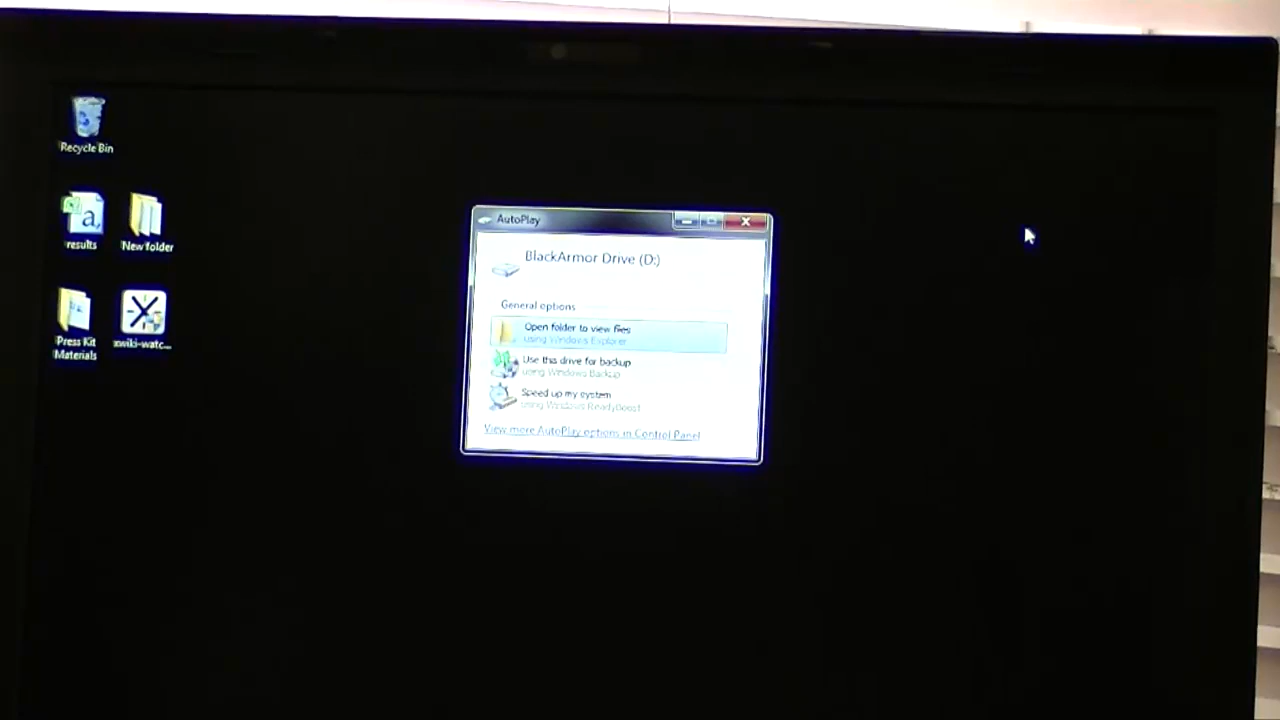 Recycle Bin
results
New folder
Press Kit
Materials
xwiki-watc...
AutoPlay
BlackArmor Drive (D:)
General options
Open folder to view files
using Windows Explorer
Use this drive for backup
using Windows Backup
Speed up my system
using Windows ReadyBoost
View more AutoPlay options in Control Panel